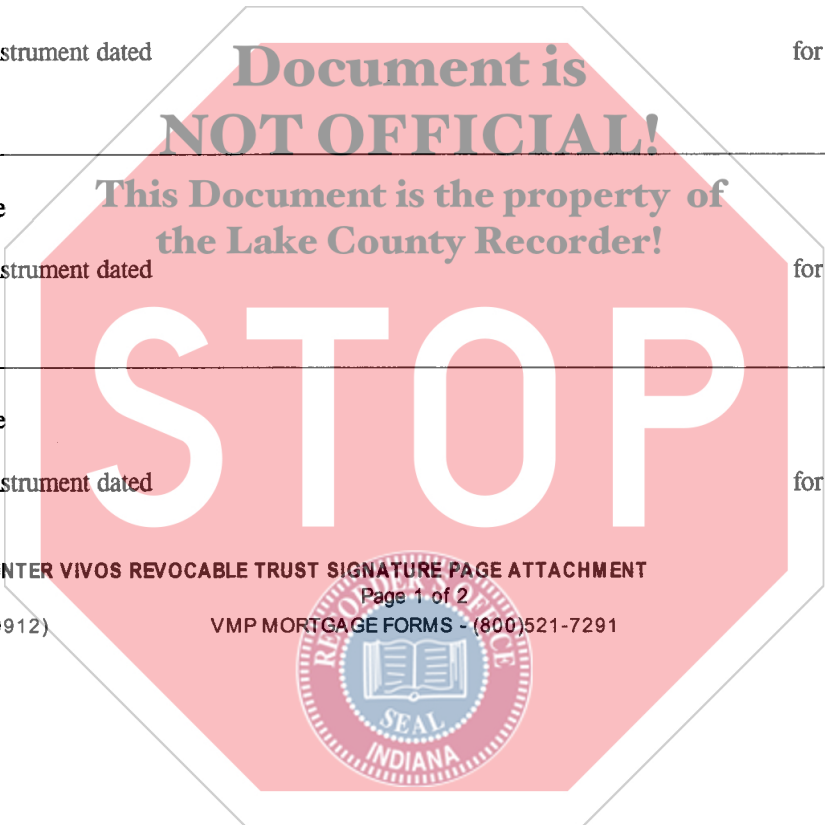 strument dated for
Document is
NOT OFFICIAL!
This Document is the property of
e
the Lake County Recorder!
strument dated for
STOP
e
strument dated for
NTER VIVOS REVOCABLE TRUST SIGNATURE PAGE ATTACHMENT
Page 1 of 2
912) VMP MORTGAGE FORMS - (800)521-7291
RECORDER'S OFFICE
SEAL
INDIANA